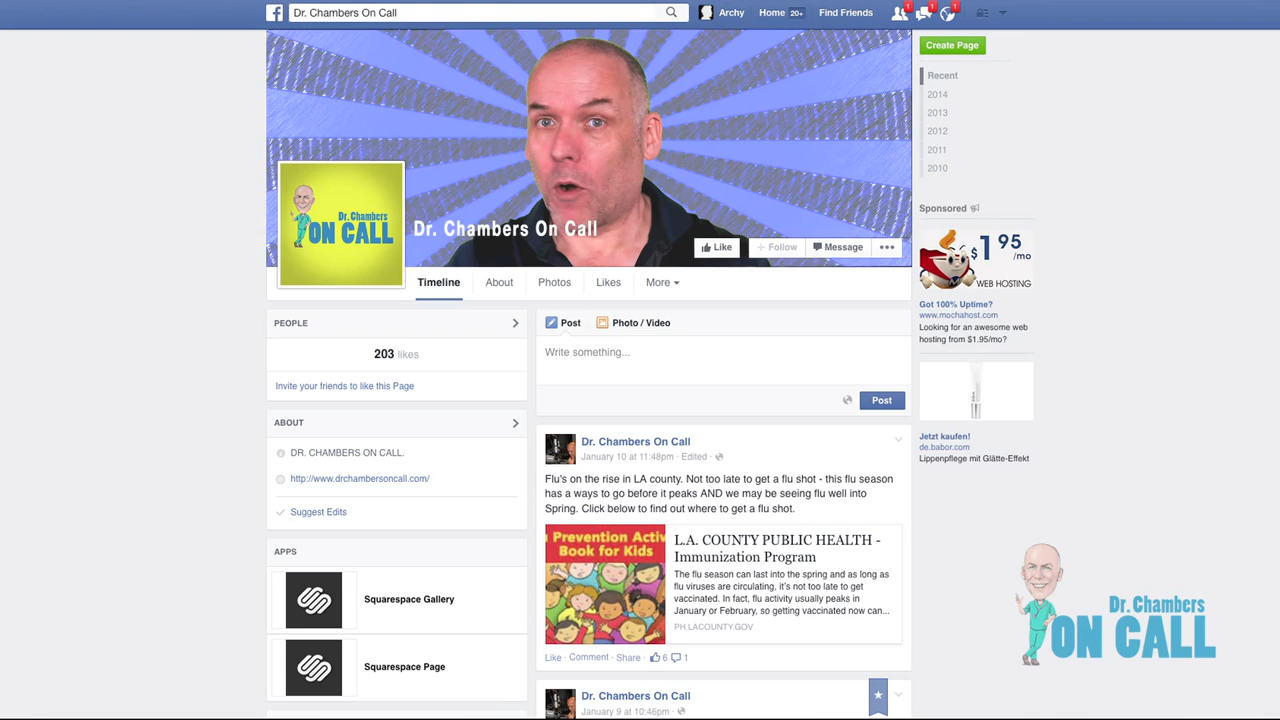 Dr. Chambers On Call
Archy
Home 20+
Find Friends
1
1
1
Dr. Chambers
ON CALL
Dr. Chambers On Call
Like
Follow
Message
Timeline
About
Photos
Likes
More
PEOPLE
203 likes
Invite your friends to like this Page
ABOUT
DR. CHAMBERS ON CALL.
http://www.drchambersoncall.com/
Suggest Edits
APPS
Squarespace Gallery
Squarespace Page
Post
Photo / Video
Write something...
Post
Dr. Chambers On Call
January 10 at 11:48pm · Edited ·
Flu's on the rise in LA county. Not too late to get a flu shot - this flu season
has a ways to go before it peaks AND we may be seeing flu well into
Spring. Click below to find out where to get a flu shot.
Prevention Activ
Book for Kids
L.A. COUNTY PUBLIC HEALTH -
Immunization Program
The flu season can last into the spring and as long as
flu viruses are circulating, it's not too late to get
vaccinated. In fact, flu activity usually peaks in
January or February, so getting vaccinated now can...
PH.LACOUNTY.GOV
Like · Comment · Share · 6 1
Dr. Chambers On Call
January 9 at 10:46pm ·
Create Page
Recent
2014
2013
2012
2011
2010
Sponsored
$1.95
/mo
WEB HOSTING
Got 100% Uptime?
www.mochahost.com
Looking for an awesome web
hosting from $1.95/mo?
Jetzt kaufen!
de.babor.com
Lippenpflege mit Glätte-Effekt
Dr. Chambers
ON CALL